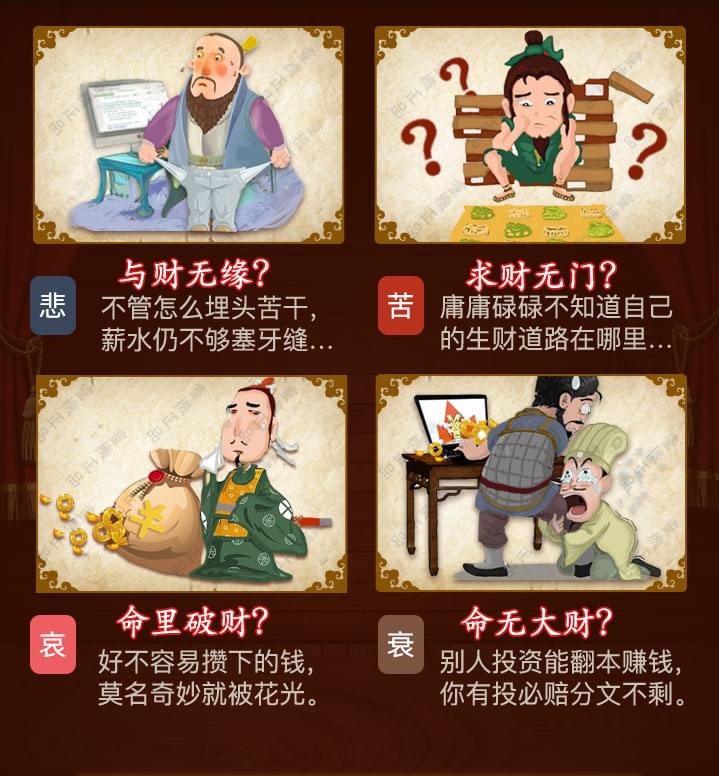 与财无缘？
悲
不管怎么埋头苦干，
薪水仍不够塞牙缝...
求财无门？
苦
庸庸碌碌不知道自己
的生财道路在哪里...
命里破财？
哀
好不容易攒下的钱，
莫名奇妙就被花光。
命无大财？
衰
别人投资能翻本赚钱，
你有投必赔分文不剩。